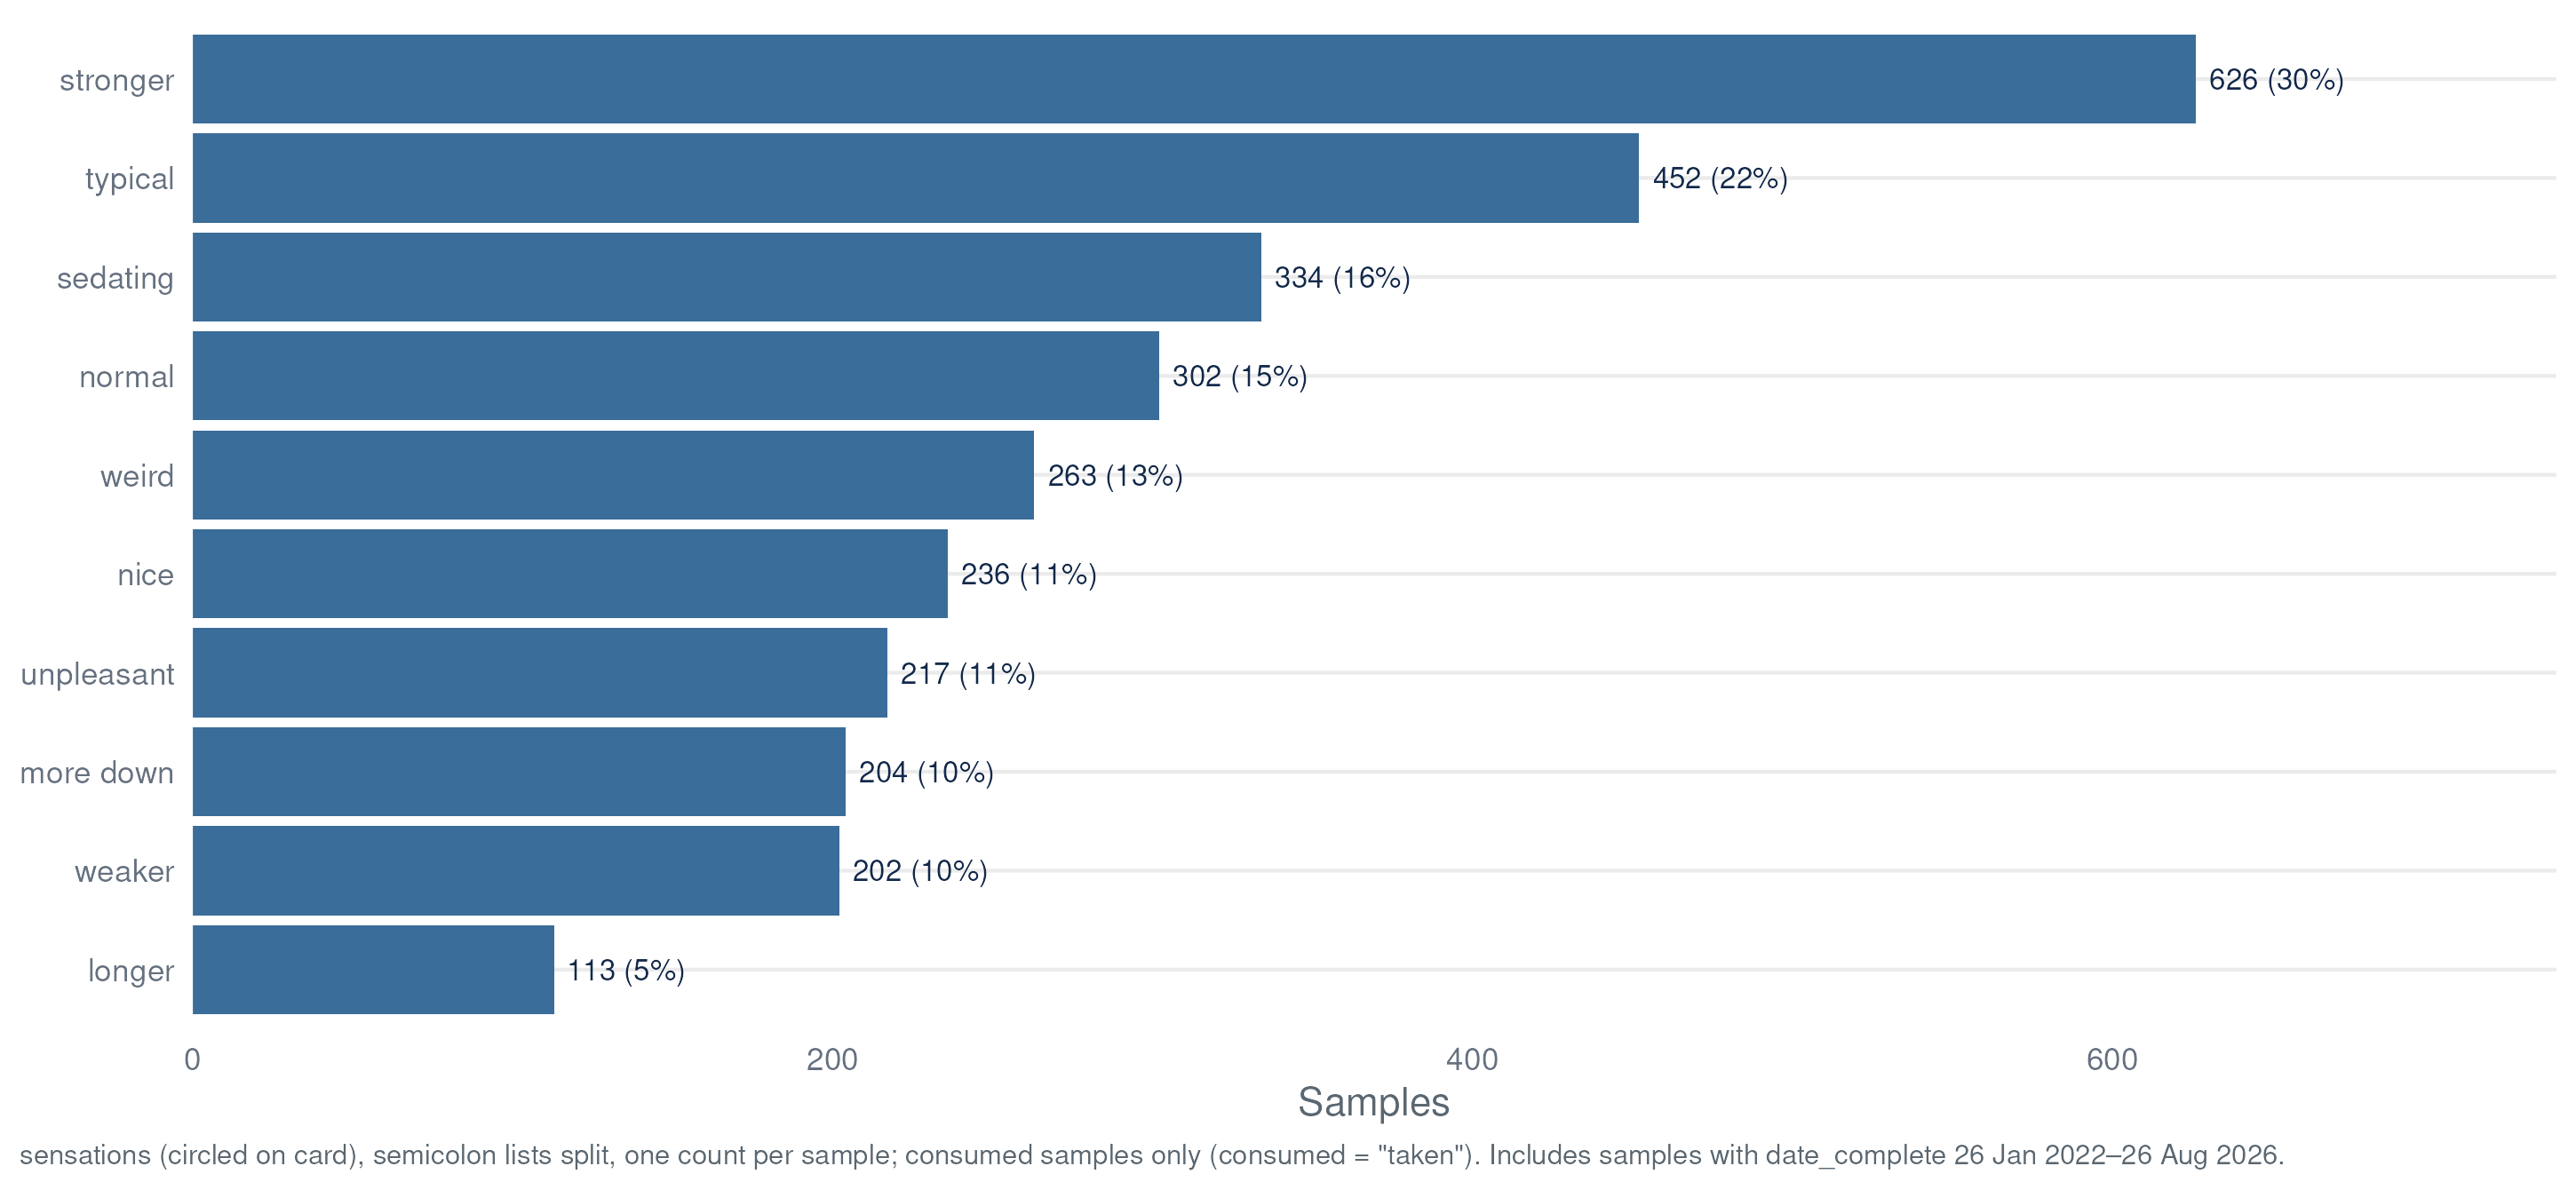 stronger 626 (30%)
typical 452 (22%)
sedating 334 (16%)
normal 302 (15%)
weird 263 (13%)
nice 236 (11%)
unpleasant 217 (11%)
more down 204 (10%)
weaker 202 (10%)
longer 113 (5%)
0 200 400 600
Samples
sensations (circled on card), semicolon lists split, one count per sample; consumed samples only (consumed = "taken"). Includes samples with date_complete 26 Jan 2022–26 Aug 2026.